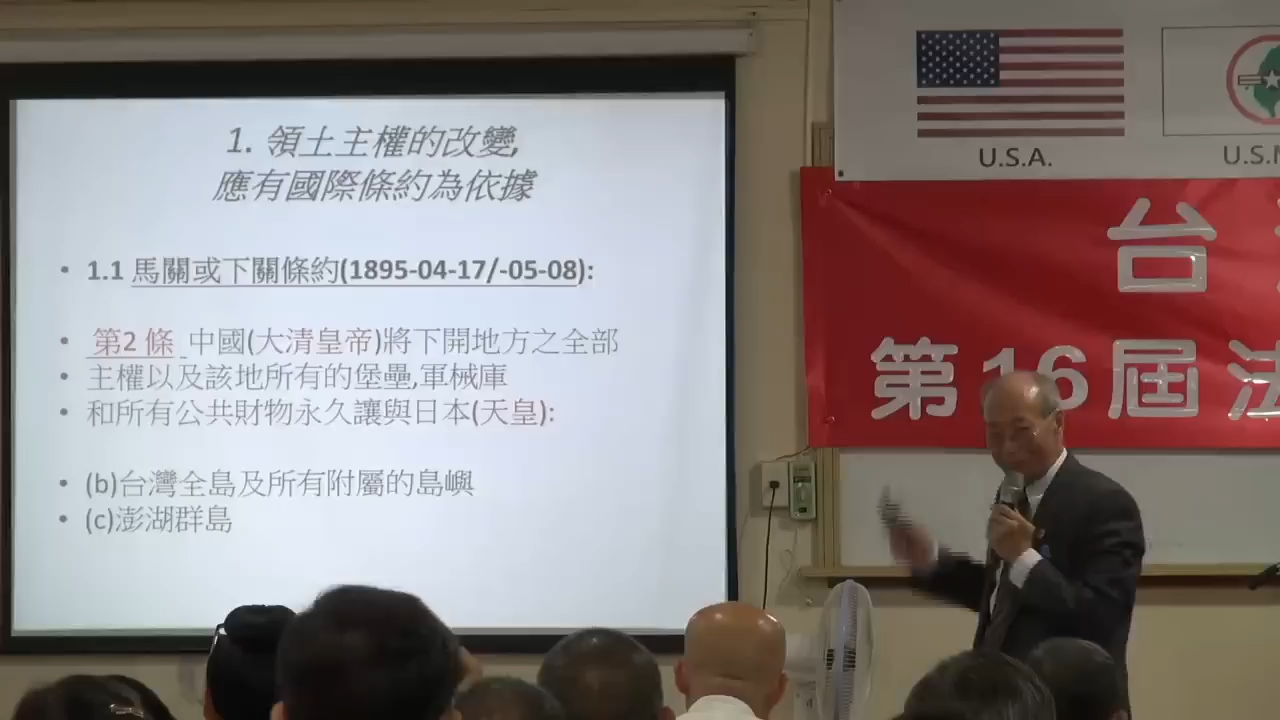 1. 領土主權的改變,
應有國際條約為依據
• 1.1 馬關或下關條約(1895-04-17/-05-08):
• 第2 條 中國(大清皇帝)將下開地方之全部
• 主權以及該地所有的堡壘,軍械庫
• 和所有公共財物永久讓與日本(天皇):
• (b)台灣全島及所有附屬的島嶼
• (c)澎湖群島
U.S.A.
U.S.
台
第16屆法